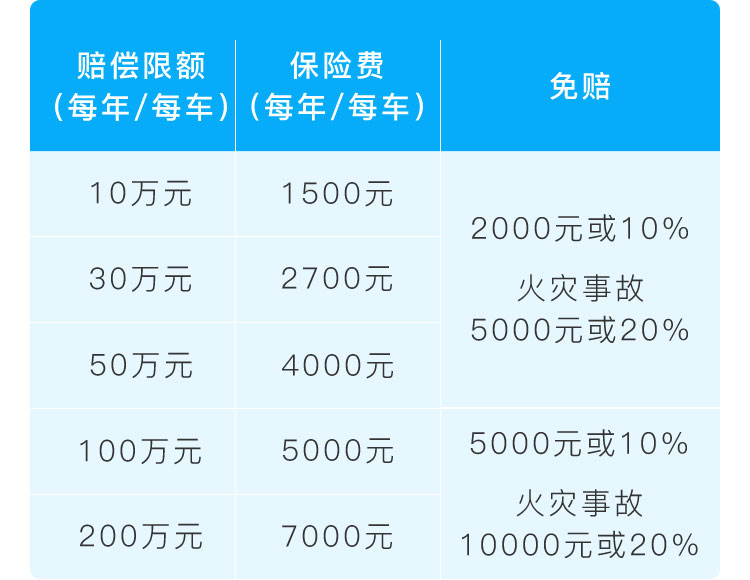 赔偿限额
（每年/每车）
保险费
（每年/每车）
免赔
10万元
1500元
30万元
2700元
50万元
4000元
2000元或10%
火灾事故
5000元或20%
100万元
5000元
200万元
7000元
5000元或10%
火灾事故
10000元或20%